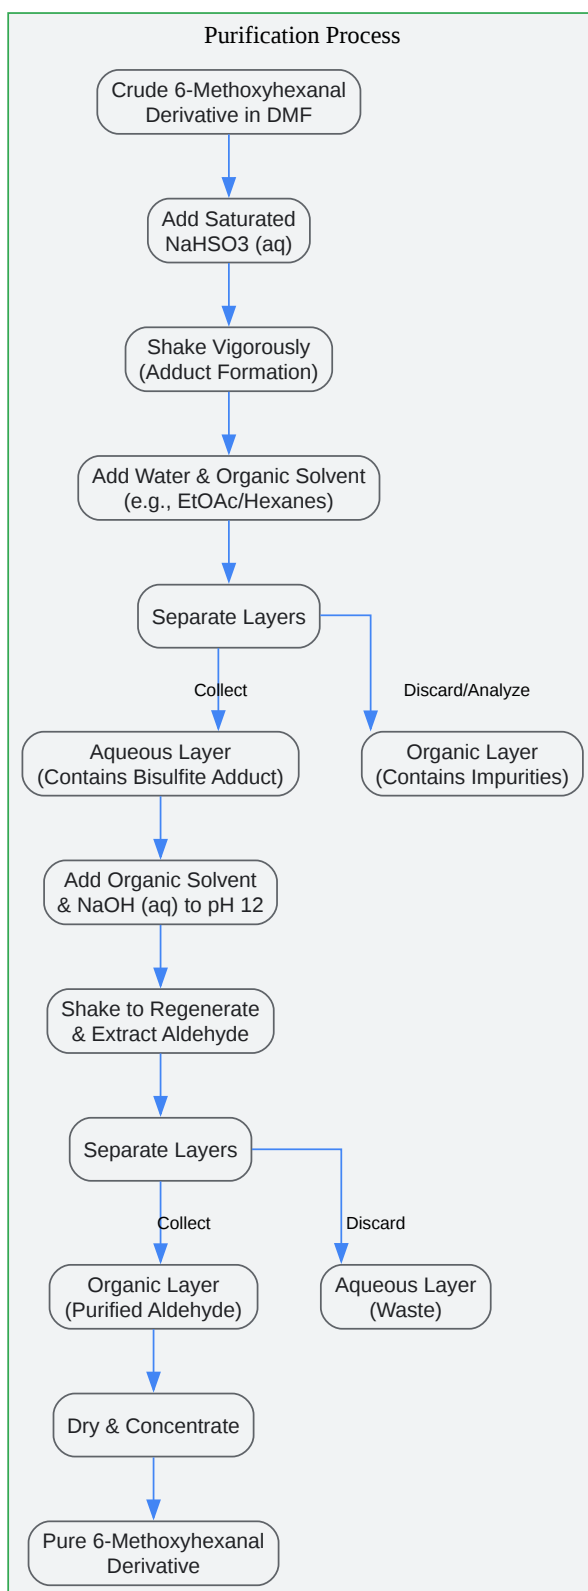 Purification Process
Crude 6-Methoxyhexanal
Derivative in DMF
Add Saturated
NaHSO3 (aq)
Shake Vigorously
(Adduct Formation)
Add Water & Organic Solvent
(e.g., EtOAc/Hexanes)
Separate Layers
Collect
Discard/Analyze
Aqueous Layer
(Contains Bisulfite Adduct)
Organic Layer
(Contains Impurities)
Add Organic Solvent
& NaOH (aq) to pH 12
Shake to Regenerate
& Extract Aldehyde
Separate Layers
Collect
Discard
Organic Layer
(Purified Aldehyde)
Aqueous Layer
(Waste)
Dry & Concentrate
Pure 6-Methoxyhexanal
Derivative